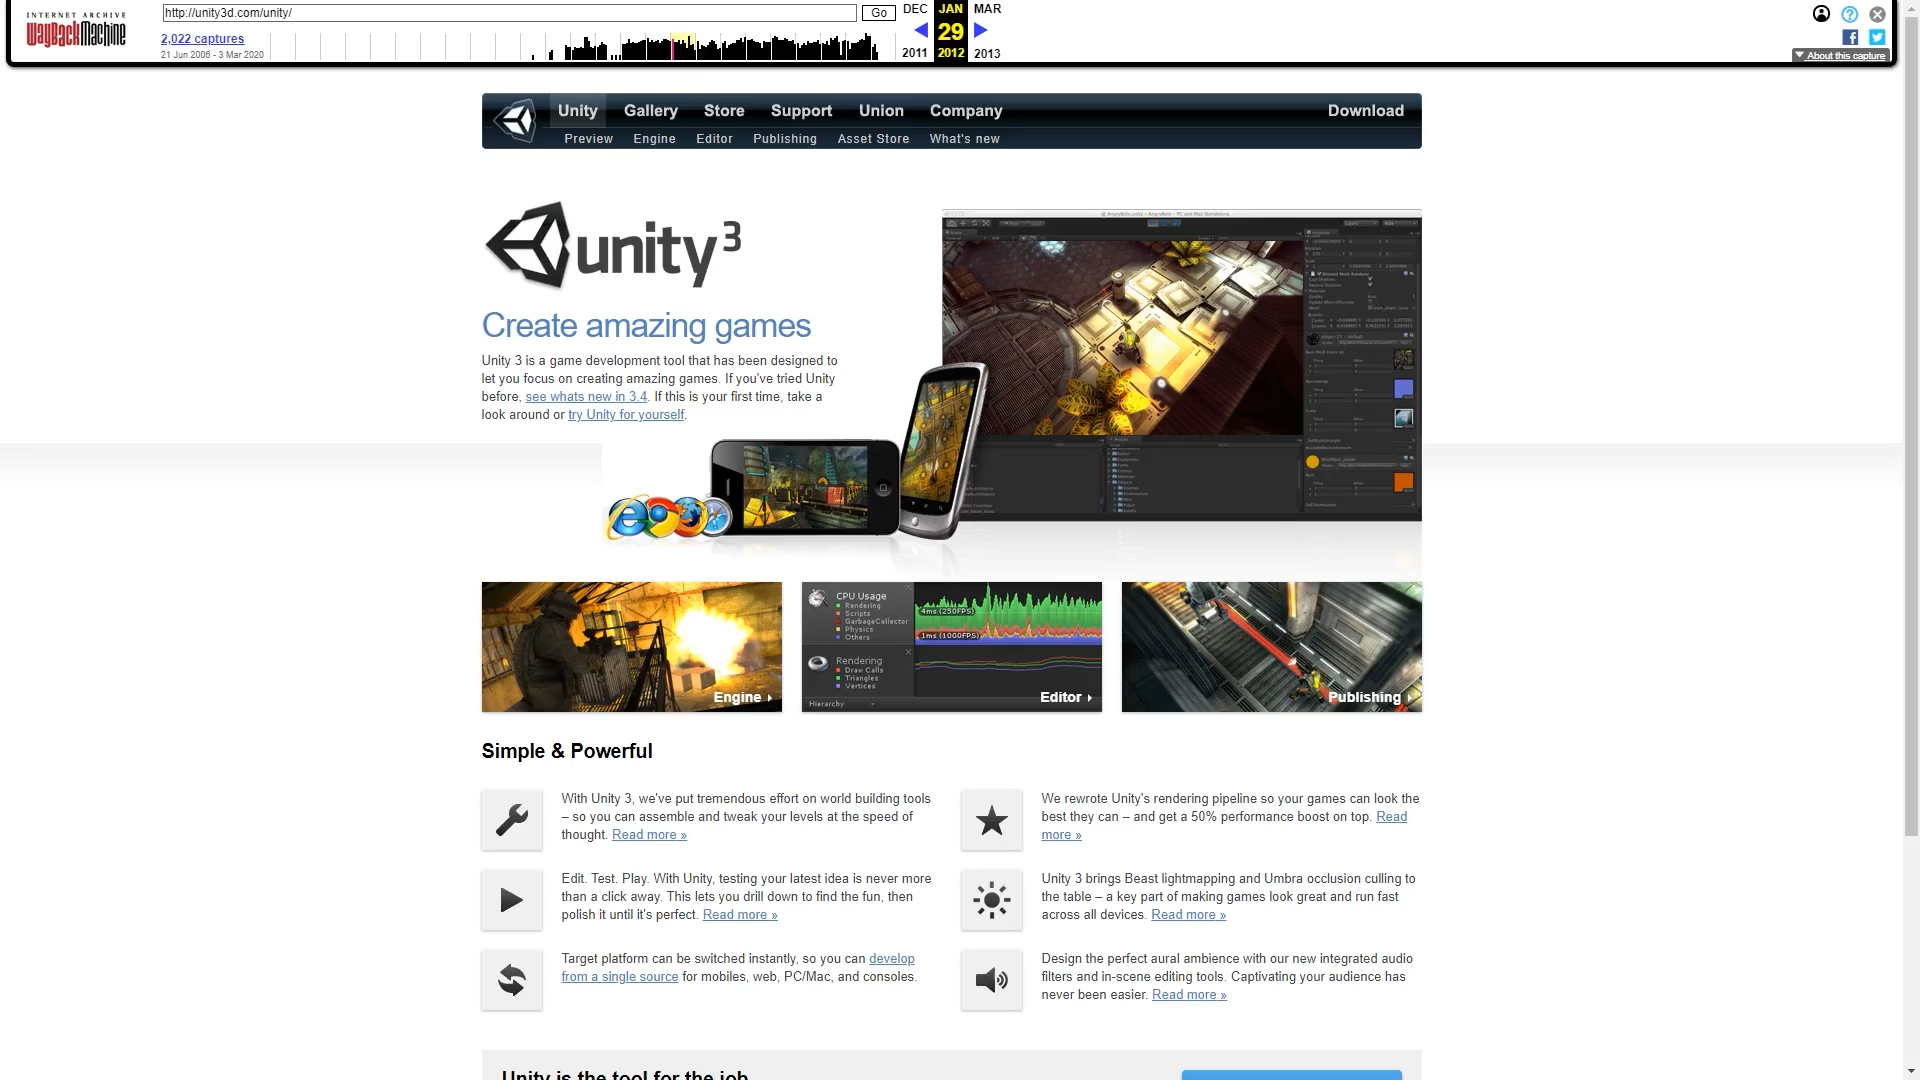 INTERNET ARCHIVE
WayBackMachine
http://unity3d.com/unity/
Go
DEC
JAN
MAR
29
2011
2012
2013
2,022 captures
21 Jun 2006 - 3 Mar 2020
About this capture
Unity
Gallery
Store
Support
Union
Company
Download
Preview
Engine
Editor
Publishing
Asset Store
What's new
unity3
Create amazing games
Unity 3 is a game development tool that has been designed to
let you focus on creating amazing games. If you've tried Unity
before, see whats new in 3.4. If this is your first time, take a
look around or try Unity for yourself.
CPU Usage
Rendering
Scripts
GarbageCollector
Physics
Others
4ms (250FPS)
1ms (1000FPS)
Rendering
Draw Calls
Triangles
Vertices
Hierarchy
Engine
Editor
Publishing
Simple & Powerful
With Unity 3, we've put tremendous effort on world building tools
– so you can assemble and tweak your levels at the speed of
thought. Read more »
We rewrote Unity's rendering pipeline so your games can look the
best they can – and get a 50% performance boost on top. Read
more »
Edit. Test. Play. With Unity, testing your latest idea is never more
than a click away. This lets you drill down to find the fun, then
polish it until it's perfect. Read more »
Unity 3 brings Beast lightmapping and Umbra occlusion culling to
the table – a key part of making games look great and run fast
across all devices. Read more »
Target platform can be switched instantly, so you can develop
from a single source for mobiles, web, PC/Mac, and consoles.
Design the perfect aural ambience with our new integrated audio
filters and in-scene editing tools. Captivating your audience has
never been easier. Read more »
Unity is the tool for the job